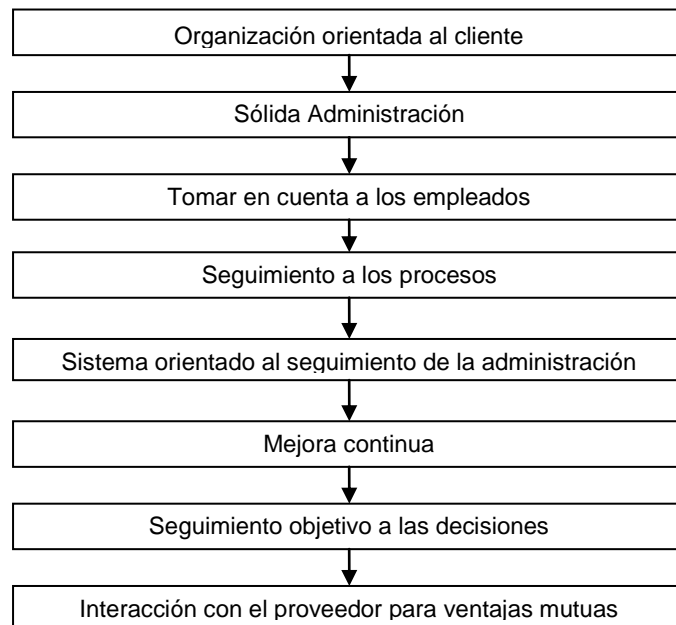 Organización orientada al cliente
Sólida Administración
Tomar en cuenta a los empleados
Seguimiento a los procesos
Sistema orientado al seguimiento de la administración
Mejora continua
Seguimiento objetivo a las decisiones
Interacción con el proveedor para ventajas mutuas